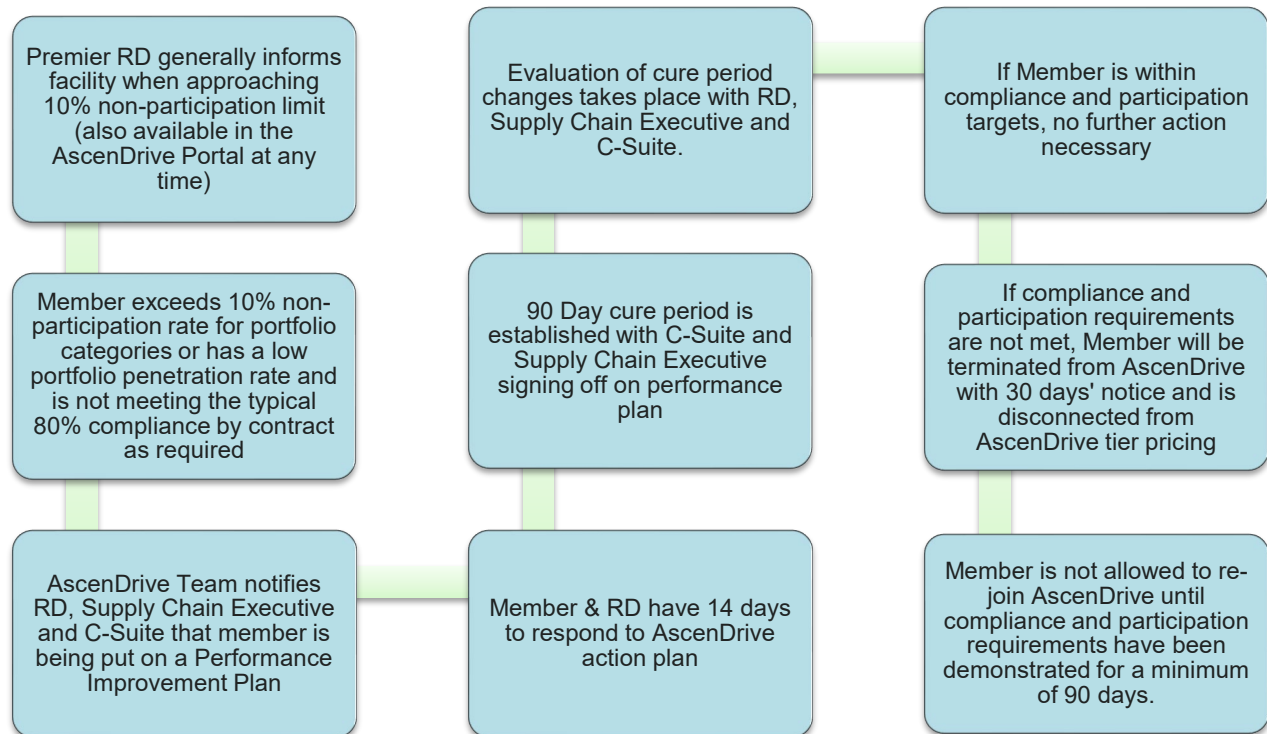 Premier RD generally informs
facility when approaching
10% non-participation limit
(also available in the
AscenDrive Portal at any
time)
Member exceeds 10% non-
participation rate for portfolio
categories or has a low
portfolio penetration rate and
is not meeting the typical
80% compliance by contract
as required
AscenDrive Team notifies
RD, Supply Chain Executive
and C-Suite that member is
being put on a Performance
Improvement Plan
Member & RD have 14 days
to respond to AscenDrive
action plan
90 Day cure period is
established with C-Suite and
Supply Chain Executive
signing off on performance
plan
Evaluation of cure period
changes takes place with RD,
Supply Chain Executive and
C-Suite.
If Member is within
compliance and participation
targets, no further action
necessary
If compliance and
participation requirements
are not met, Member will be
terminated from AscenDrive
with 30 days' notice and is
disconnected from
AscenDrive tier pricing
Member is not allowed to re-
join AscenDrive until
compliance and participation
requirements have been
demonstrated for a minimum
of 90 days.